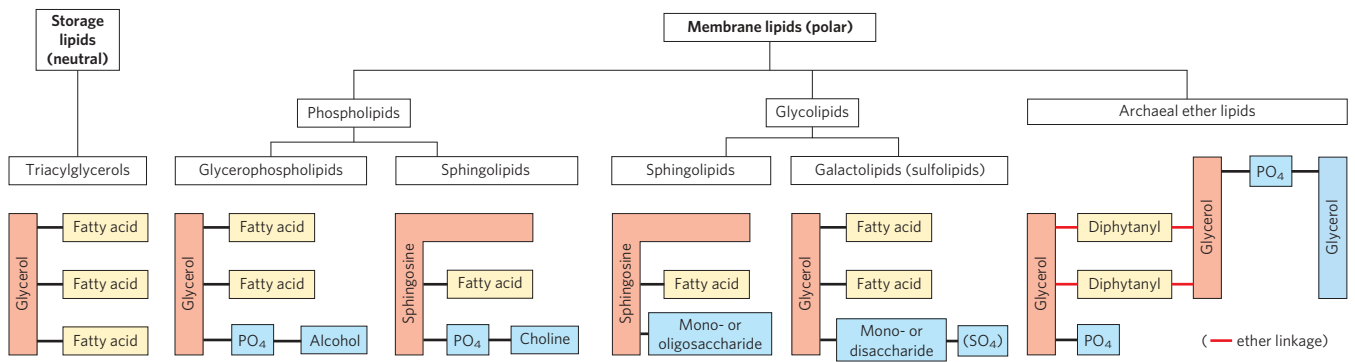 Storage
lipids
(neutral)
Membrane lipids (polar)
Phospholipids
Glycolipids
Archaeal ether lipids
Triacylglycerols
Glycerophospholipids
Sphingolipids
Sphingolipids
Galactolipids (sulfolipids)
Glycerol
Fatty acid
Fatty acid
Fatty acid
Glycerol
Fatty acid
Fatty acid
PO₄
Alcohol
Sphingosine
Fatty acid
PO₄
Choline
Sphingosine
Fatty acid
Mono- or
oligosaccharide
Glycerol
Fatty acid
Fatty acid
Mono- or
disaccharide
(SO₄)
Glycerol
Diphytanyl
Diphytanyl
PO₄
Glycerol
PO₄
Glycerol
( ether linkage)